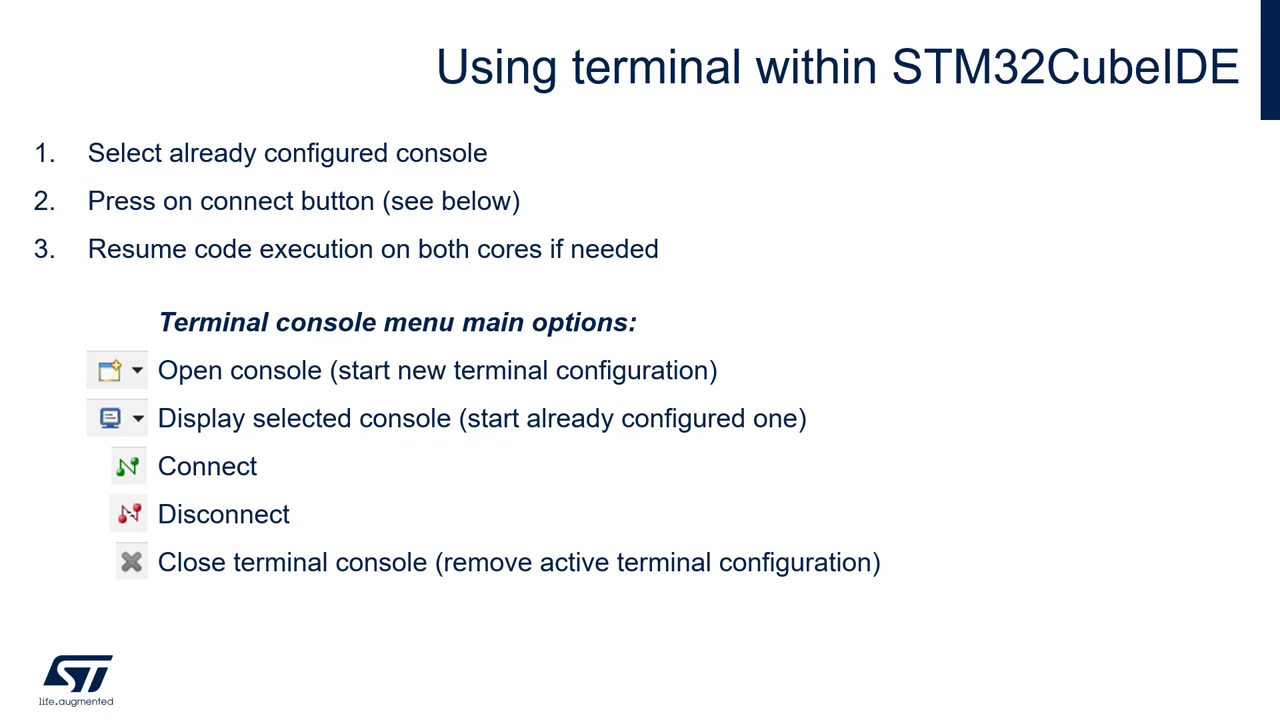 Using terminal within STM32CubeIDE
1. Select already configured console
2. Press on connect button (see below)
3. Resume code execution on both cores if needed
Terminal console menu main options:
Open console (start new terminal configuration)
Display selected console (start already configured one)
Connect
Disconnect
Close terminal console (remove active terminal configuration)
ST
life.augmented